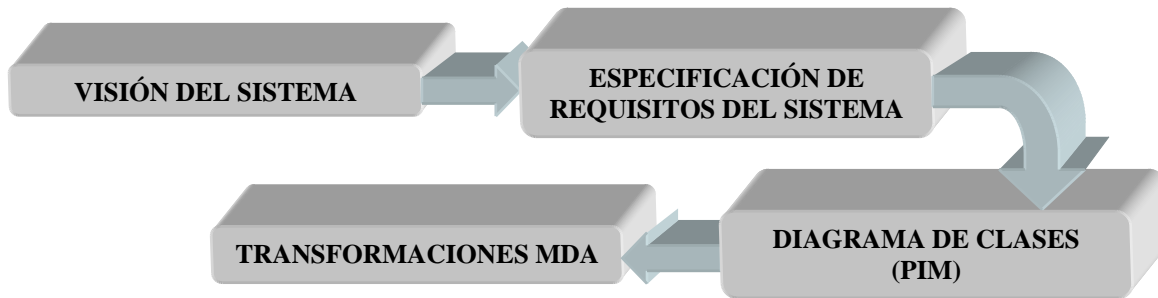 VISIÓN DEL SISTEMA
ESPECIFICACIÓN DE
REQUISITOS DEL SISTEMA
DIAGRAMA DE CLASES
(PIM)
TRANSFORMACIONES MDA